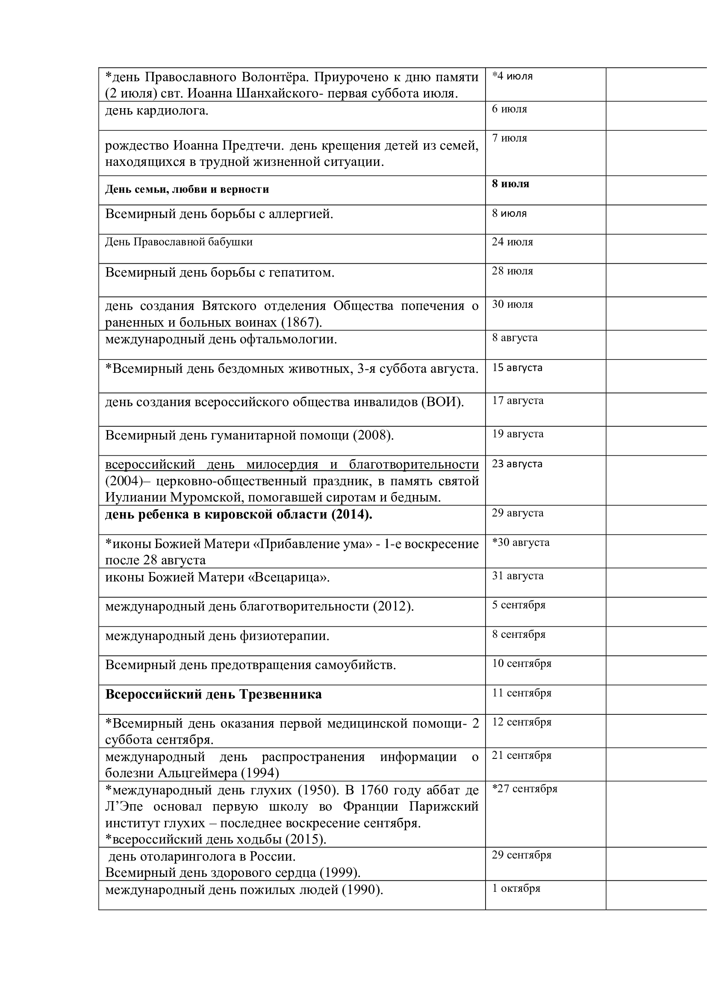 *день Православного Волонтёра. Приурочено к дню памяти
(2 июля) свт. Иоанна Шанхайского- первая суббота июля.
*4 июля
день кардиолога.
6 июля
рождество Иоанна Предтечи. день крещения детей из семей,
находящихся в трудной жизненной ситуации.
7 июля
День семьи, любви и верности
8 июля
Всемирный день борьбы с аллергией.
8 июля
День Православной бабушки
24 июля
Всемирный день борьбы с гепатитом.
28 июля
день создания Вятского отделения Общества попечения о
раненных и больных воинах (1867).
30 июля
международный день офтальмологии.
8 августа
*Всемирный день бездомных животных, 3-я суббота августа.
15 августа
день создания всероссийского общества инвалидов (ВОИ).
17 августа
Всемирный день гуманитарной помощи (2008).
19 августа
всероссийский день милосердия и благотворительности
(2004)– церковно-общественный праздник, в память святой
Иулиании Муромской, помогавшей сиротам и бедным.
23 августа
день ребенка в кировской области (2014).
29 августа
*иконы Божией Матери «Прибавление ума» - 1-е воскресение
после 28 августа
*30 августа
иконы Божией Матери «Всецарица».
31 августа
международный день благотворительности (2012).
5 сентября
международный день физиотерапии.
8 сентября
Всемирный день предотвращения самоубийств.
10 сентября
Всероссийский день Трезвенника
11 сентября
*Всемирный день оказания первой медицинской помощи- 2
суббота сентября.
12 сентября
международный день распространения информации о
болезни Альцгеймера (1994)
21 сентября
*международный день глухих (1950). В 1760 году аббат де
Л’Эпе основал первую школу во Франции Парижский
институт глухих – последнее воскресение сентября.
*всероссийский день ходьбы (2015).
*27 сентября
день отоларинголога в России.
Всемирный день здорового сердца (1999).
29 сентября
международный день пожилых людей (1990).
1 октября